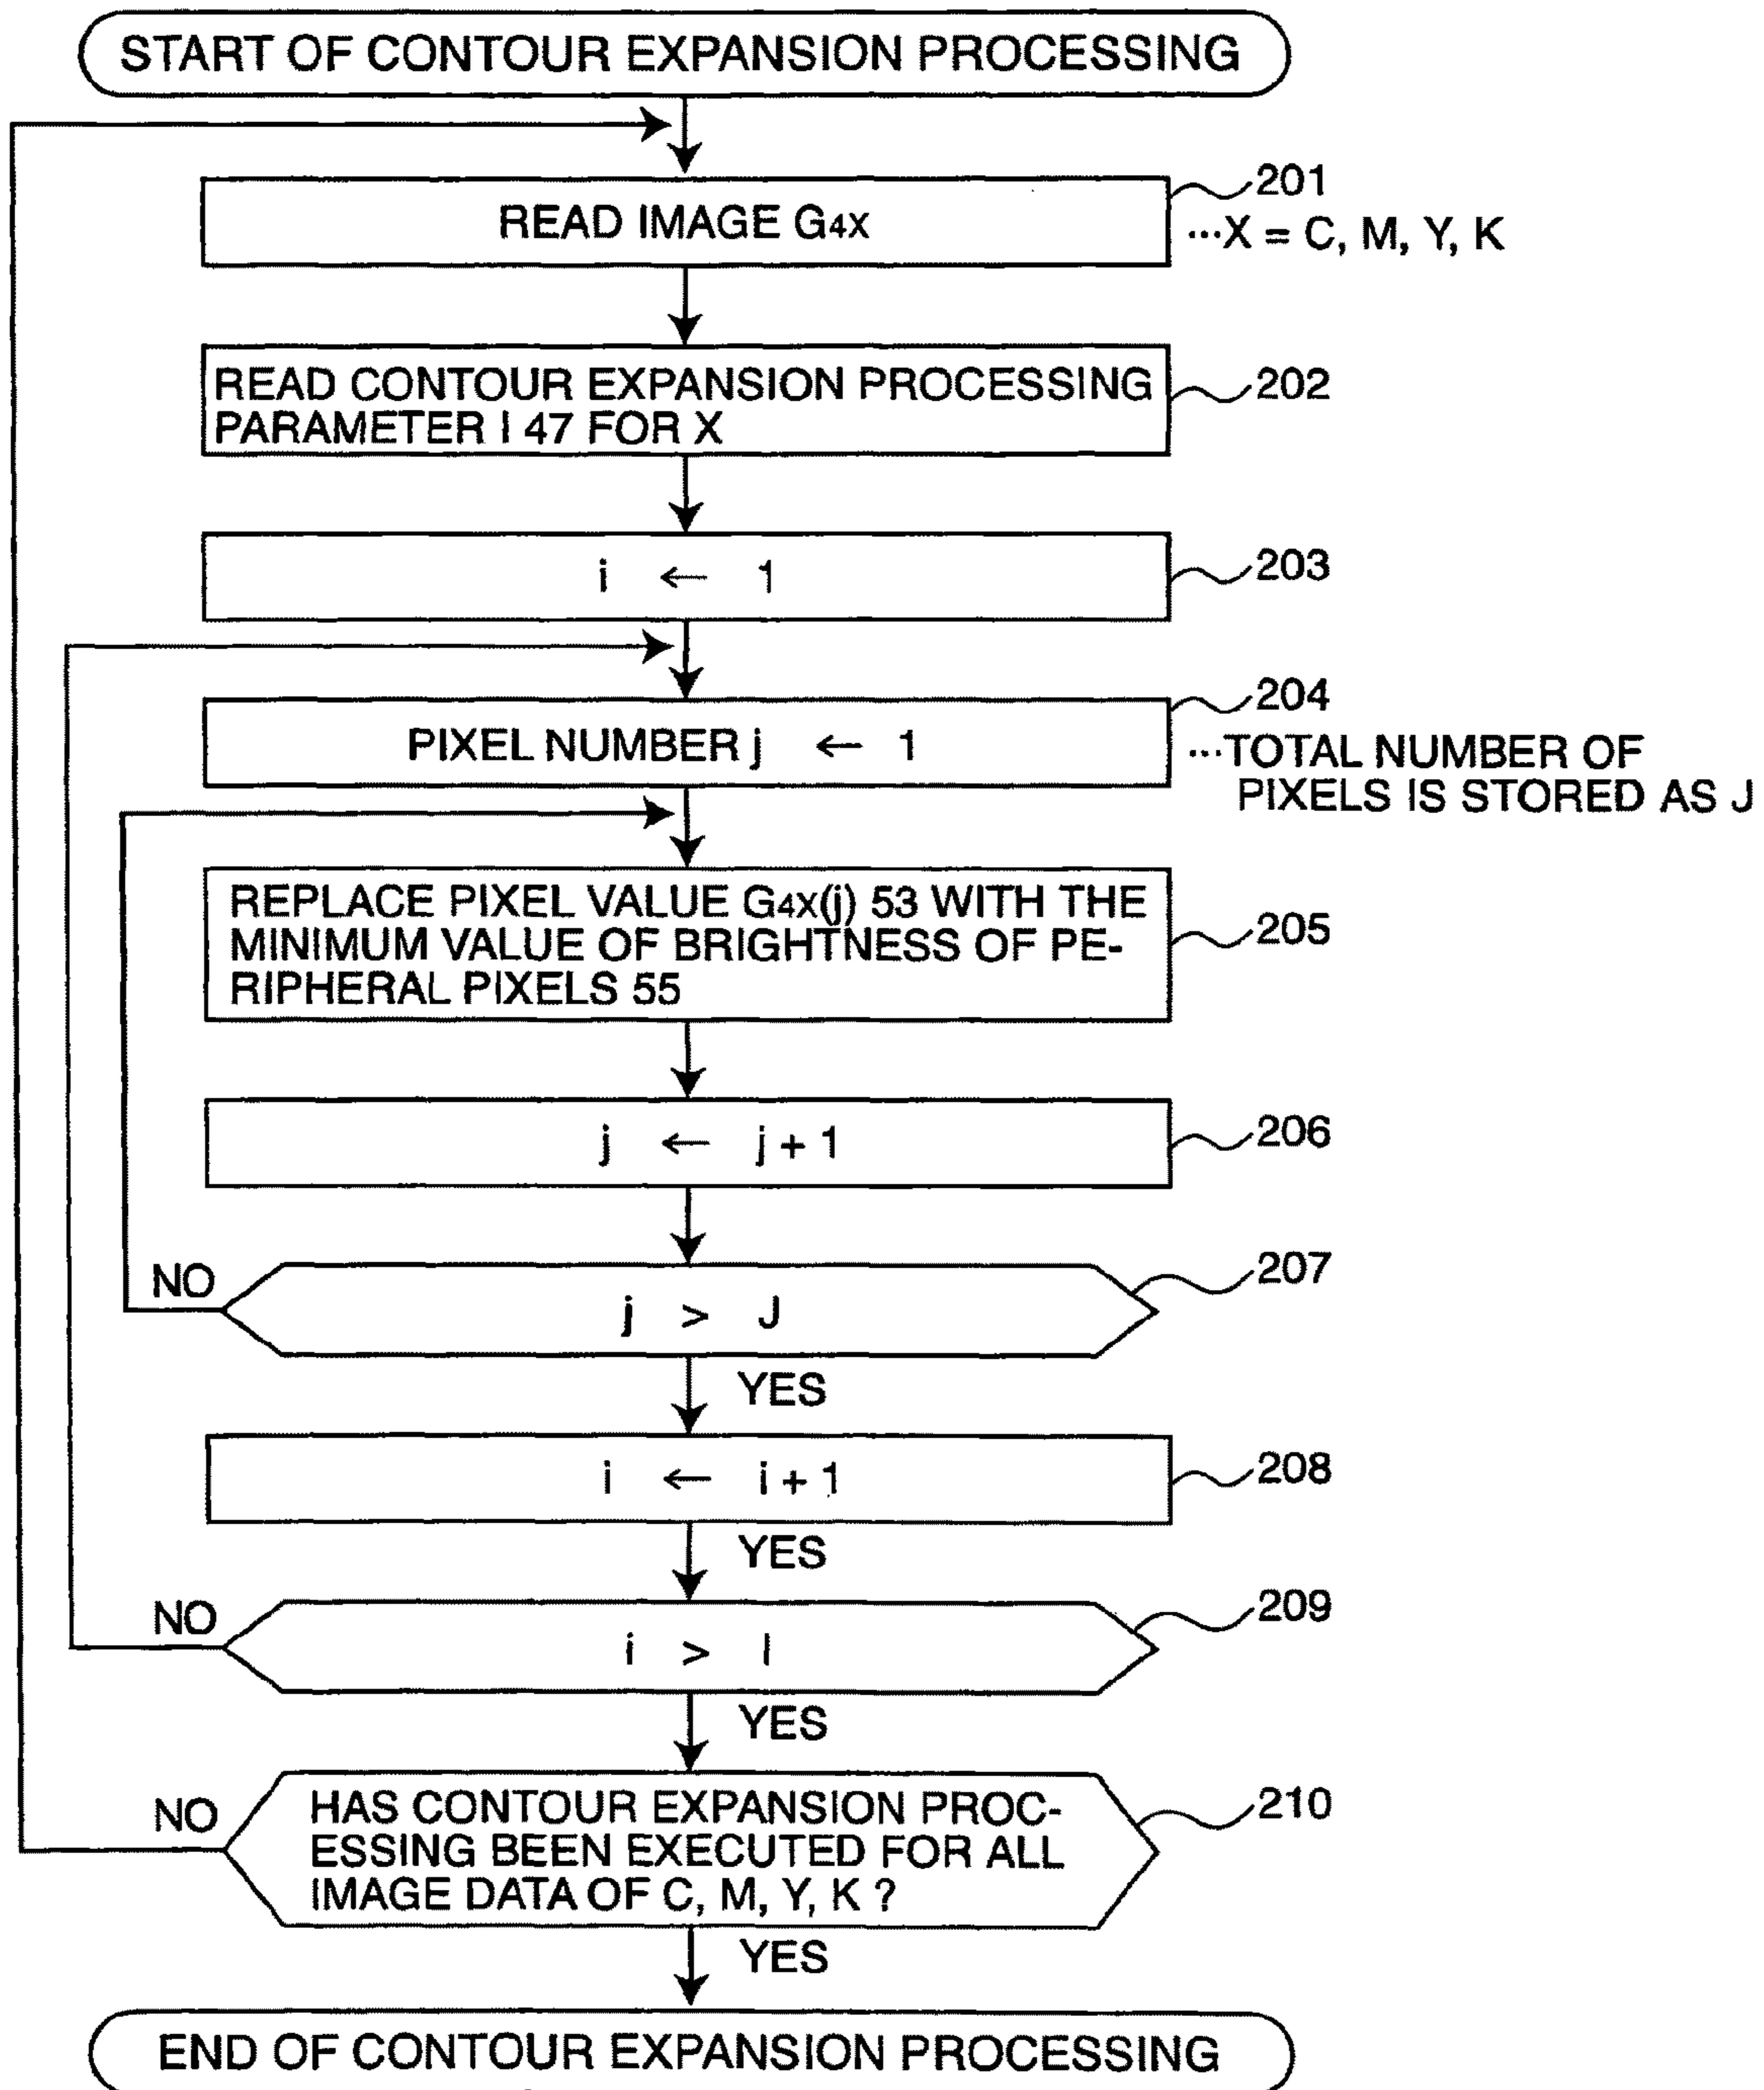 START OF CONTOUR EXPANSION PROCESSING
READ IMAGE G4X
201
...X = C, M, Y, K
READ CONTOUR EXPANSION PROCESSING
PARAMETER I 47 FOR X
202
i ← 1
203
PIXEL NUMBER j ← 1
204
...TOTAL NUMBER OF
PIXELS IS STORED AS J
REPLACE PIXEL VALUE G4X(j) 53 WITH THE
MINIMUM VALUE OF BRIGHTNESS OF PE-
RIPHERAL PIXELS 55
205
j ← j + 1
206
NO
j > J
207
YES
i ← i + 1
208
YES
NO
i > I
209
YES
NO
HAS CONTOUR EXPANSION PROC-
ESSING BEEN EXECUTED FOR ALL
IMAGE DATA OF C, M, Y, K ?
210
YES
END OF CONTOUR EXPANSION PROCESSING